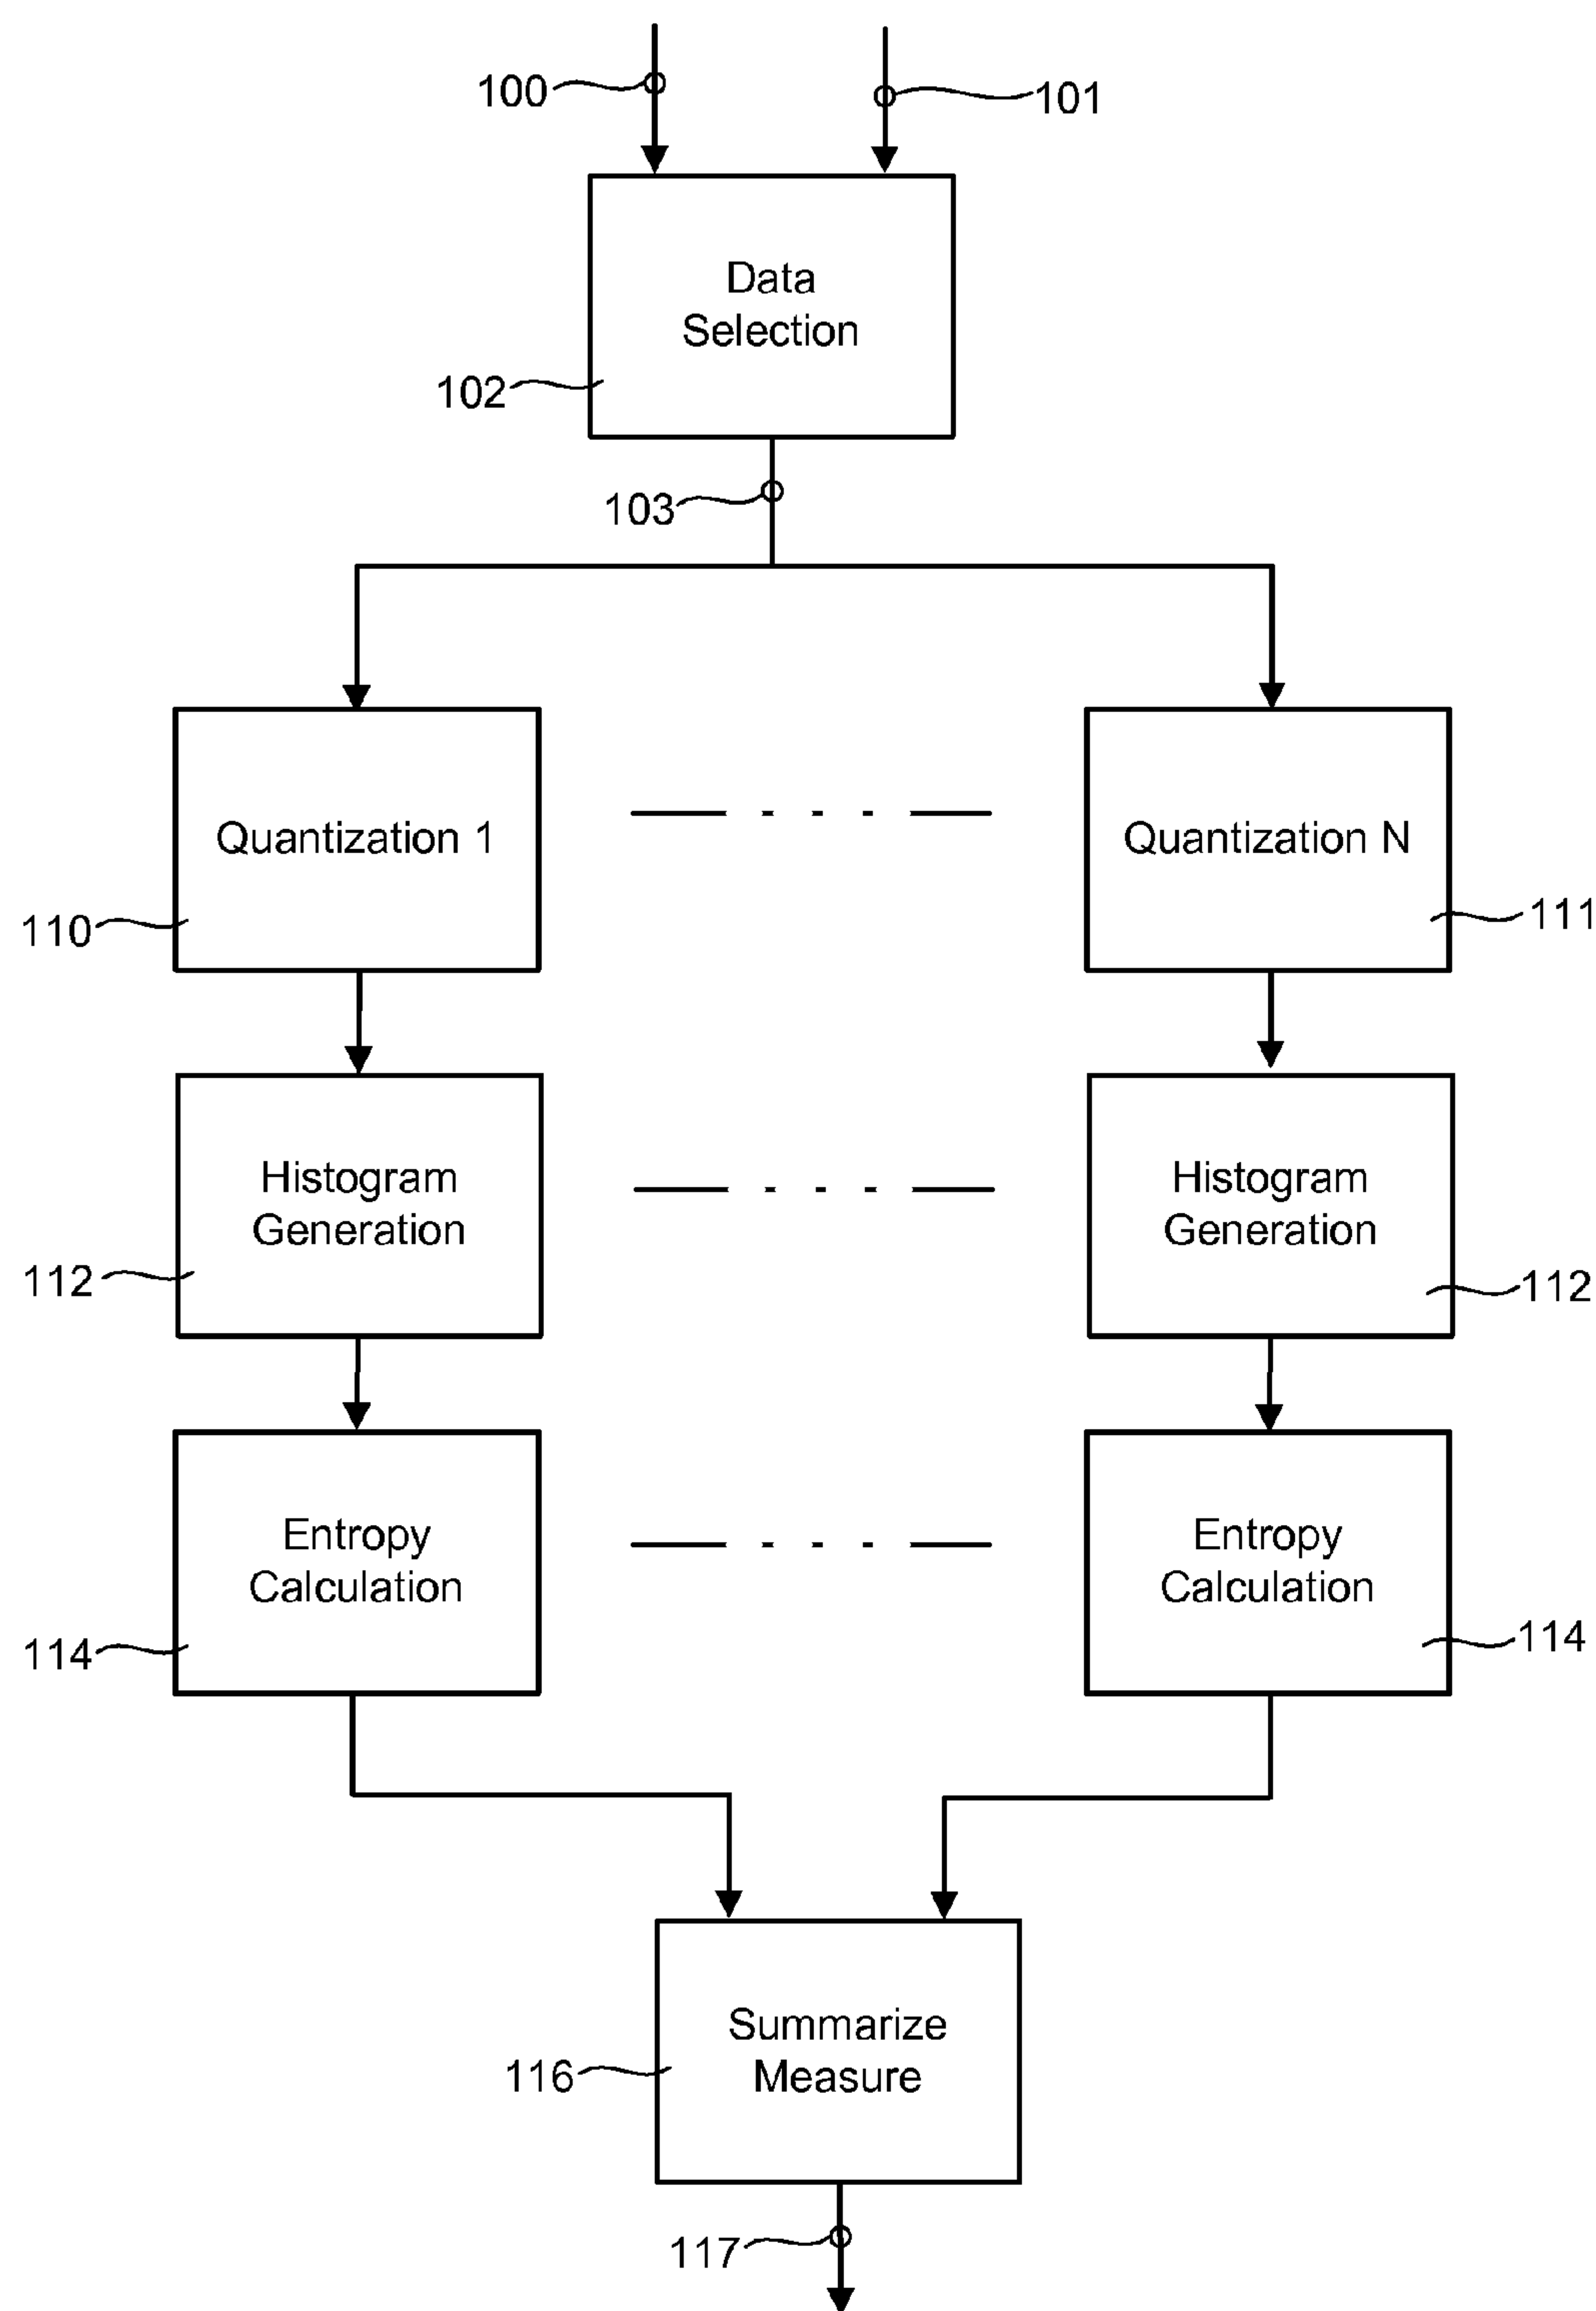 100
101
Data
Selection
102
103
Quantization 1
Quantization N
110
111
Histogram
Generation
Histogram
Generation
112
112
Entropy
Calculation
Entropy
Calculation
114
114
Summarize
Measure
116
117